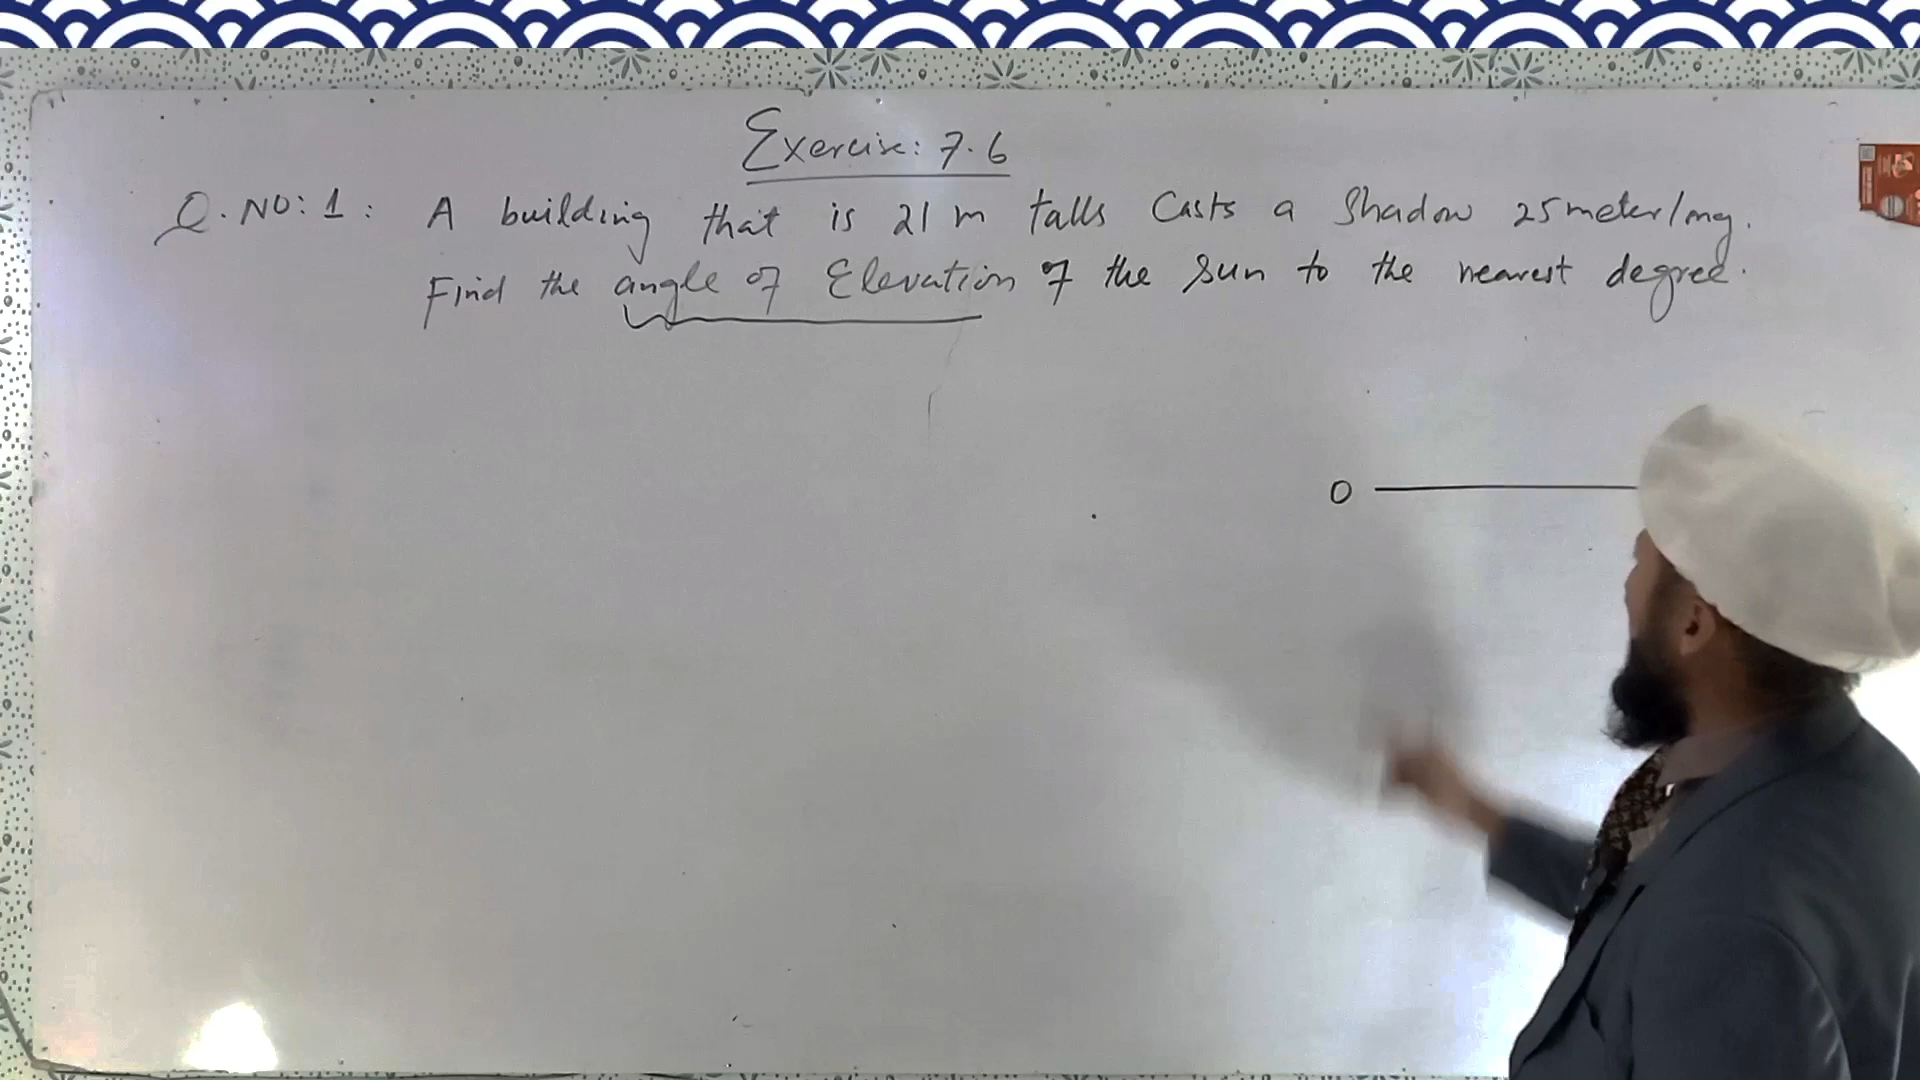 Exercise: 7.6
Q. NO: 1: A building that is 21 m talls Casts a Shadow 25 meter long.
Find the angle of Elevation of the Sun to the nearest degree.
O